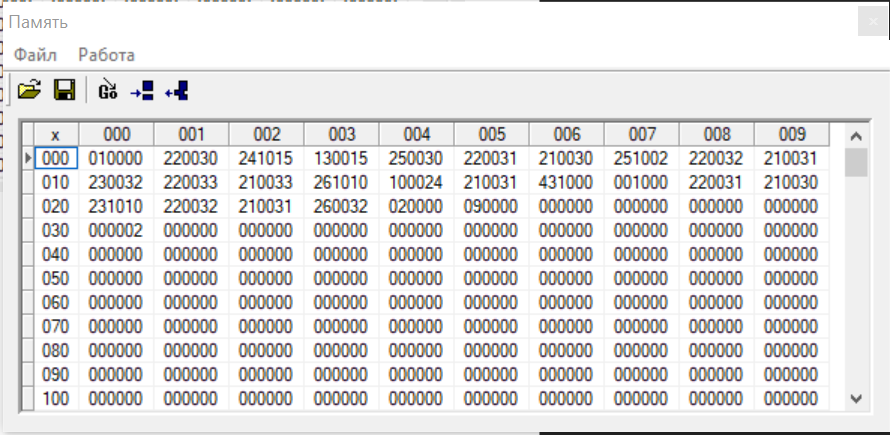 Память
Файл Работа
Go
x 000 001 002 003 004 005 006 007 008 009
000 010000 220030 241015 130015 250030 220031 210030 251002 220032 210031
010 230032 220033 210033 261010 100024 210031 431000 001000 220031 210030
020 231010 220032 210031 260032 020000 090000 000000 000000 000000 000000
030 000002 000000 000000 000000 000000 000000 000000 000000 000000 000000
040 000000 000000 000000 000000 000000 000000 000000 000000 000000 000000
050 000000 000000 000000 000000 000000 000000 000000 000000 000000 000000
060 000000 000000 000000 000000 000000 000000 000000 000000 000000 000000
070 000000 000000 000000 000000 000000 000000 000000 000000 000000 000000
080 000000 000000 000000 000000 000000 000000 000000 000000 000000 000000
090 000000 000000 000000 000000 000000 000000 000000 000000 000000 000000
100 000000 000000 000000 000000 000000 000000 000000 000000 000000 000000